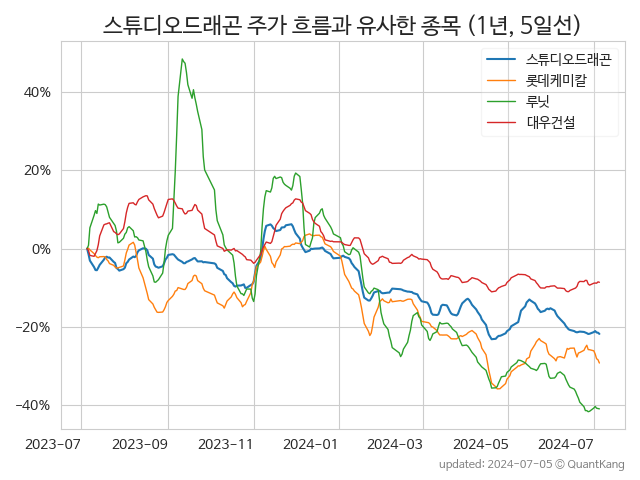 스튜디오드래곤 주가 흐름과 유사한 종목 (1년, 5일선)
스튜디오드래곤
롯데케미칼
루닛
대우건설
40%
20%
0%
−20%
−40%
2023-07
2023-09
2023-11
2024-01
2024-03
2024-05
2024-07
updated: 2024-07-05 © QuantKang